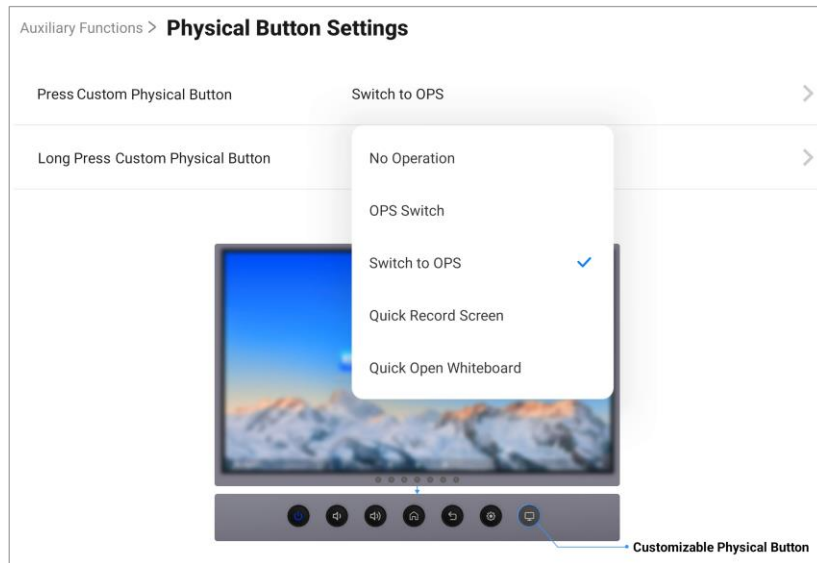 Auxiliary Functions > Physical Button Settings
Press Custom Physical Button Switch to OPS
Long Press Custom Physical Button
No Operation
OPS Switch
Switch to OPS
Quick Record Screen
Quick Open Whiteboard
Customizable Physical Button